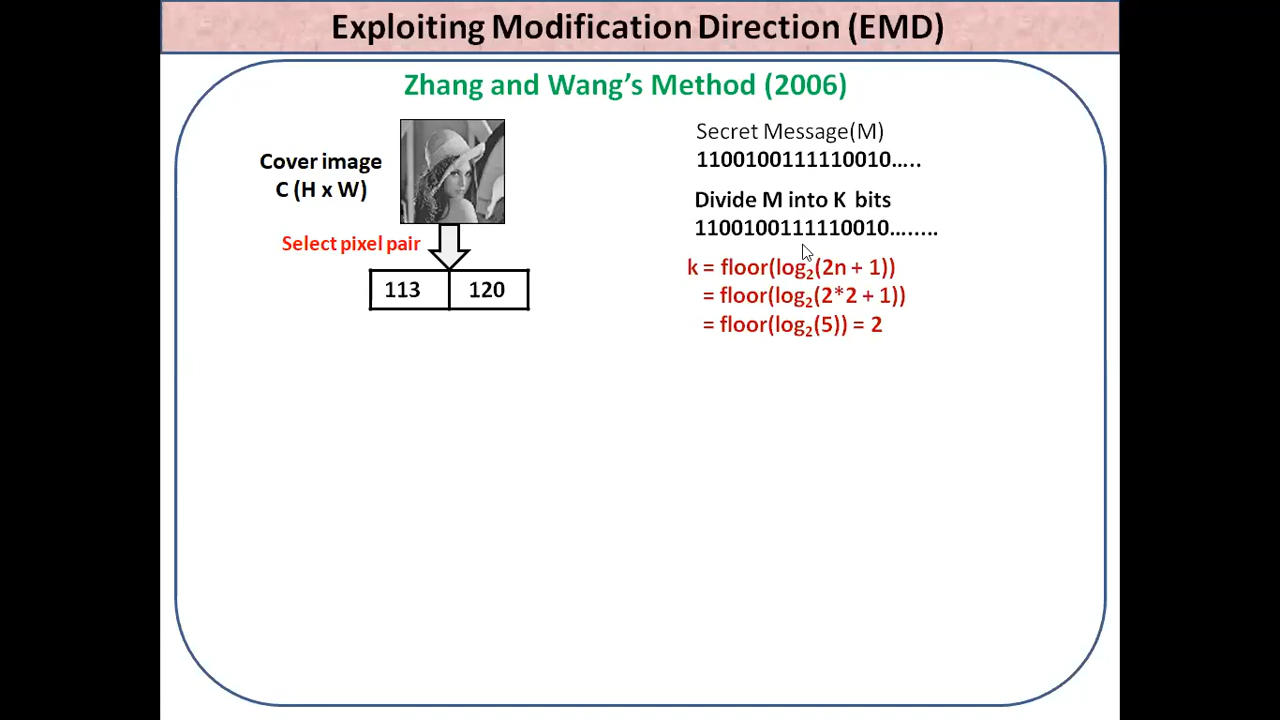 Exploiting Modification Direction (EMD)
Zhang and Wang's Method (2006)
Cover image
C (H x W)
Select pixel pair
113 120
Secret Message(M)
1100100111110010…..
Divide M into K bits
1100100111110010…..…
k = floor(log₂(2n + 1))
= floor(log₂(2*2 + 1))
= floor(log₂(5)) = 2